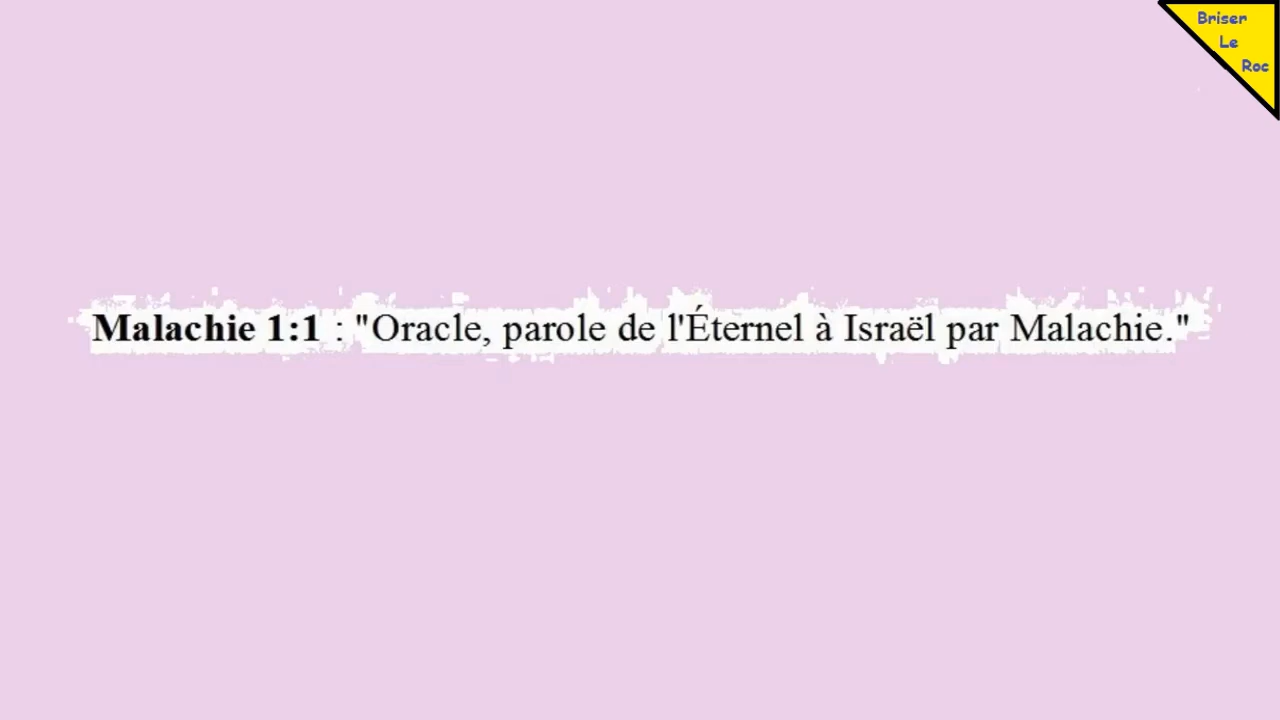 Briser
Le
Roc
Malachie 1:1 : "Oracle, parole de l'Éternel à Israël par Malachie."